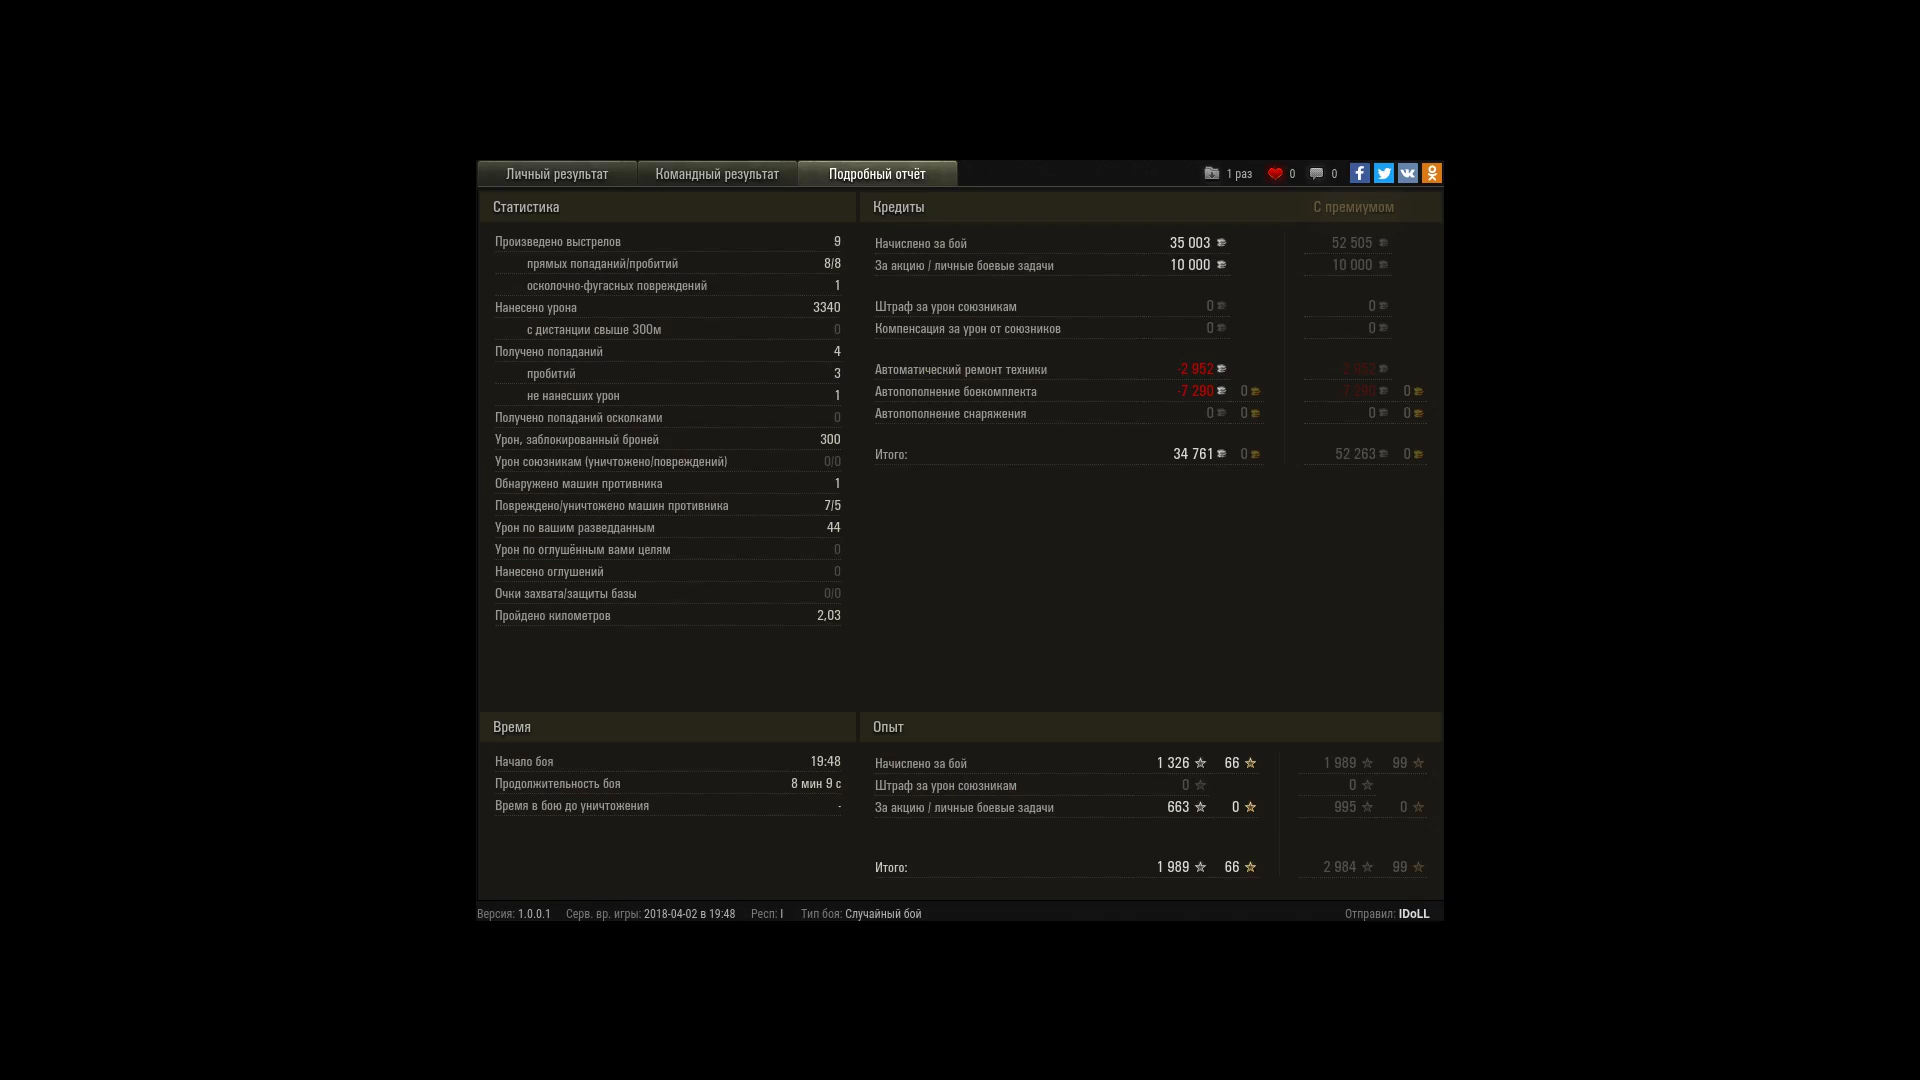 Личный результат Командный результат Подробный отчёт 1 раз 0 0
Статистика
Произведено выстрелов 9
прямых попаданий/пробитий 8/8
осколочно-фугасных повреждений 1
Нанесено урона 3340
с дистанции свыше 300м 0
Получено попаданий 4
пробитий 3
не нанесших урон 1
Получено попаданий осколками 0
Урон, заблокированный броней 300
Урон союзникам (уничтожено/повреждений) 0/0
Обнаружено машин противника 1
Повреждено/уничтожено машин противника 7/5
Урон по вашим разведданным 44
Урон по оглушённым вами целям 0
Нанесено оглушений 0
Очки захвата/защиты базы 0/0
Пройдено километров 2,03
Кредиты С премиумом
Начислено за бой 35 003 52 505
За акцию / личные боевые задачи 10 000 10 000
Штраф за урон союзникам 0 0
Компенсация за урон от союзников 0 0
Автоматический ремонт техники -2 952 -2 952
Автопополнение боекомплекта -7 290 0 -7 290 0
Автопополнение снаряжения 0 0 0 0
Итого: 34 761 0 52 263 0
Время
Начало боя 19:48
Продолжительность боя 8 мин 9 с
Время в бою до уничтожения -
Опыт
Начислено за бой 1 326 66 1 989 99
Штраф за урон союзникам 0 0
За акцию / личные боевые задачи 663 0 995 0
Итого: 1 989 66 2 984 99
Версия: 1.0.0.1 Серв. вр. игры: 2018-04-02 в 19:48 Респ: I Тип боя: Случайный бой Отправил: IDoLL